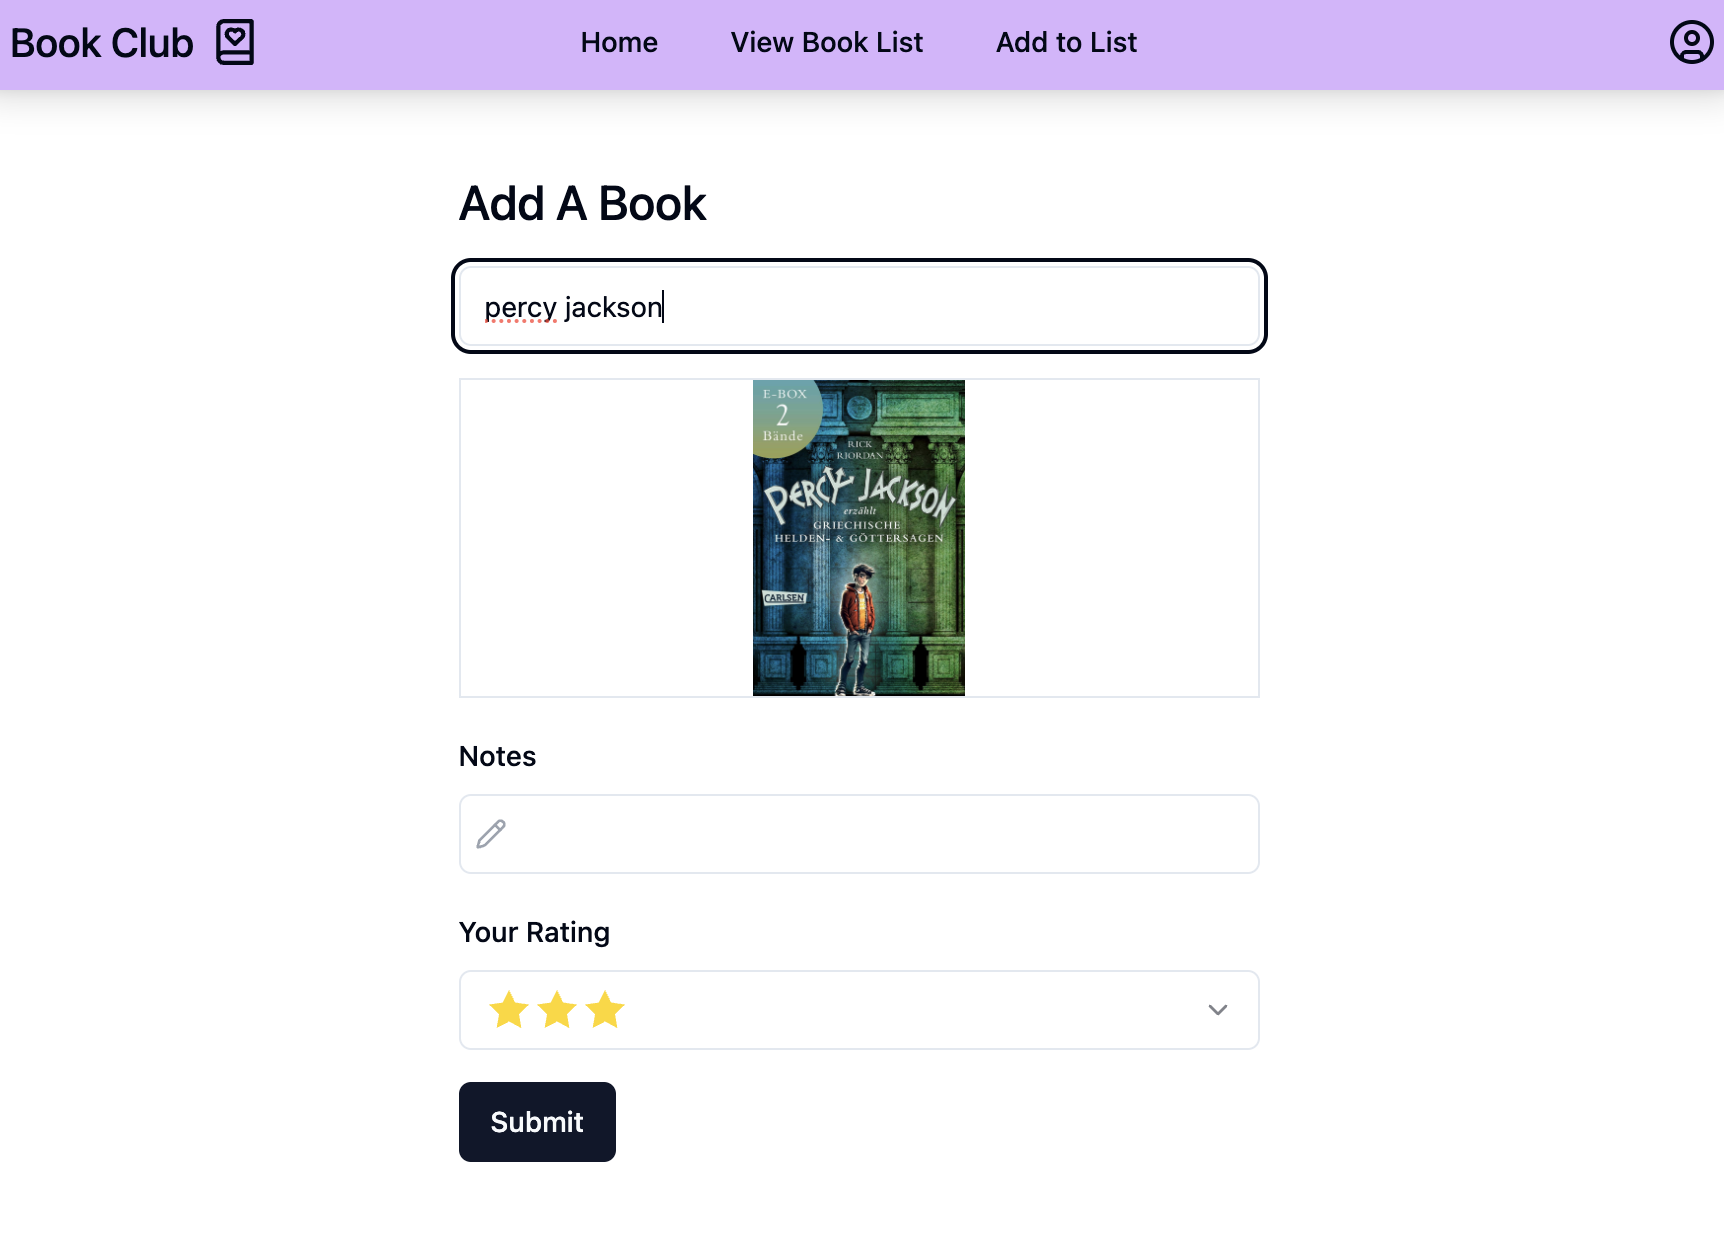 Book Club
Home
View Book List
Add to List
Add A Book
percy jackson
E-BOX
2
Bände
RICK
RIORDAN
PERCY JACKSON
erzählt
GRIECHISCHE
HELDEN- & GÖTTERSAGEN
CARLSEN
Notes
Your Rating
Submit